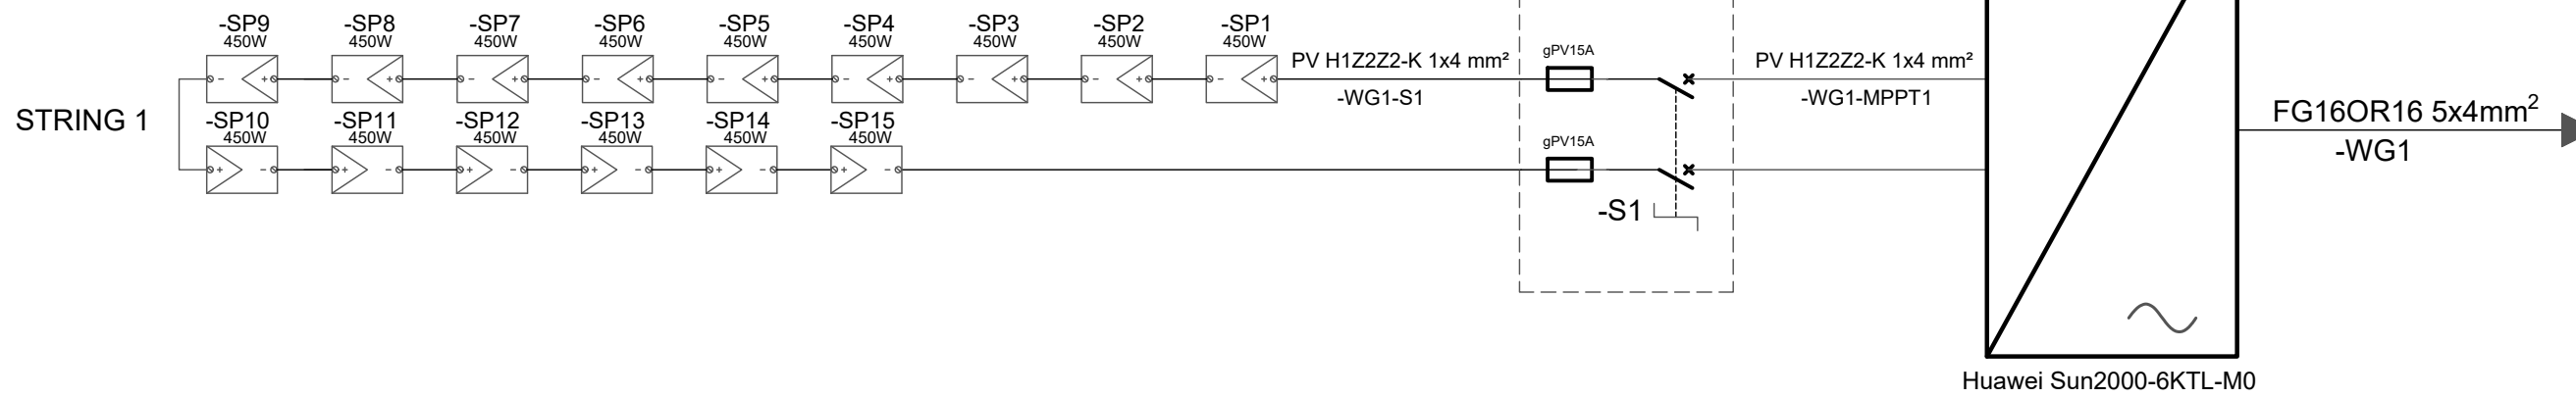 -SP9 -SP8 -SP7 -SP6 -SP5 -SP4 -SP3 -SP2 -SP1
450W 450W 450W 450W 450W 450W 450W 450W 450W
PV H1Z2Z2-K 1x4 mm²
-WG1-S1
gPV15A
PV H1Z2Z2-K 1x4 mm²
-WG1-MPPT1
STRING 1
-SP10 -SP11 -SP12 -SP13 -SP14 -SP15
450W 450W 450W 450W 450W 450W
gPV15A
-S1
FG16OR16 5x4mm²
-WG1
Huawei Sun2000-6KTL-M0